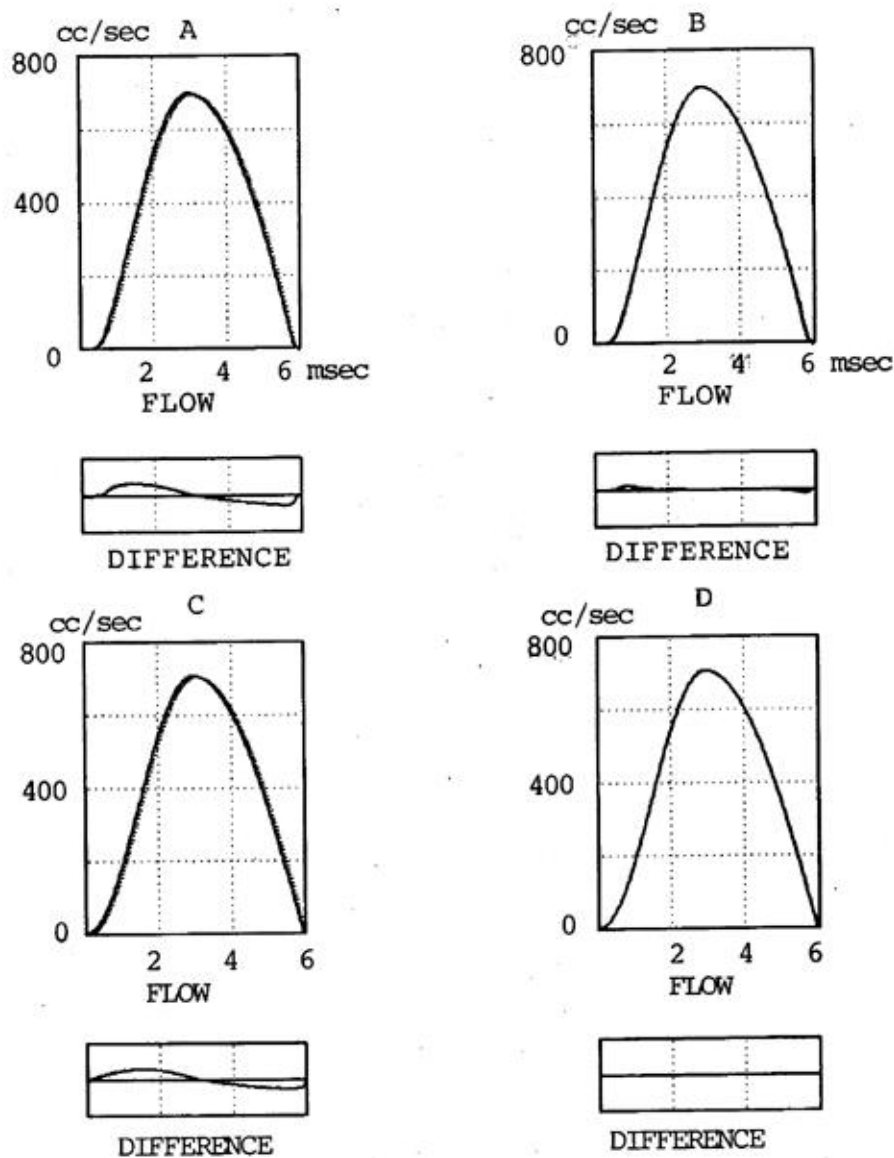 cc/sec A
800
400
0
2 4 6 msec
FLOW
DIFFERENCE
cc/sec B
800
400
0
2 4 6 msec
FLOW
DIFFERENCE
C
cc/sec
800
400
0
2 4 6
FLOW
DIFFERENCE
D
cc/sec
800
400
0
2 4 6
FLOW
DIFFERENCE